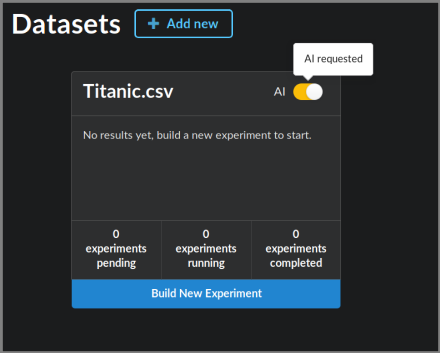 Datasets
+ Add new
AI requested
Titanic.csv
AI
No results yet, build a new experiment to start.
0
experiments
pending
0
experiments
running
0
experiments
completed
Build New Experiment